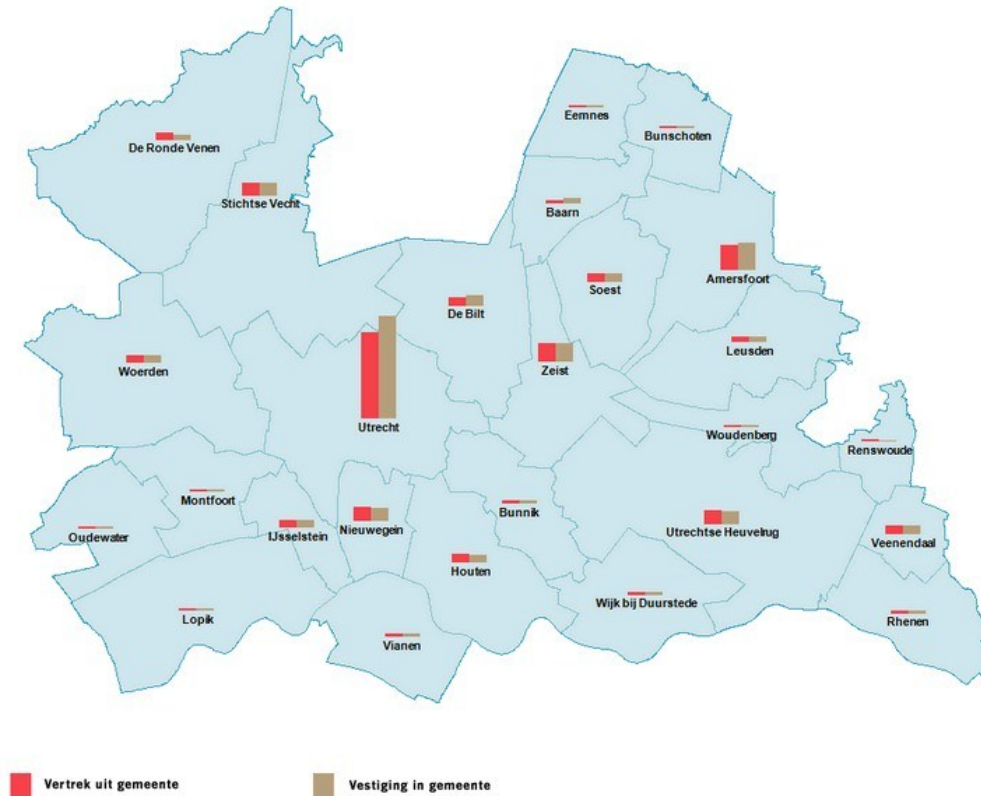 Eemnes
Bunschoten
De Ronde Venen
Stichtse Vecht
Baarn
Amersfoort
Soest
De Bilt
Leusden
Woerden
Zeist
Utrecht
Woudenberg
Renswoude
Montfoort
Bunnik
Oudewater
IJsselstein
Nieuwegein
Utrechtse Heuvelrug
Veenendaal
Houten
Wijk bij Duurstede
Lopik
Rhenen
Vianen
Vertrek uit gemeente
Vestiging in gemeente